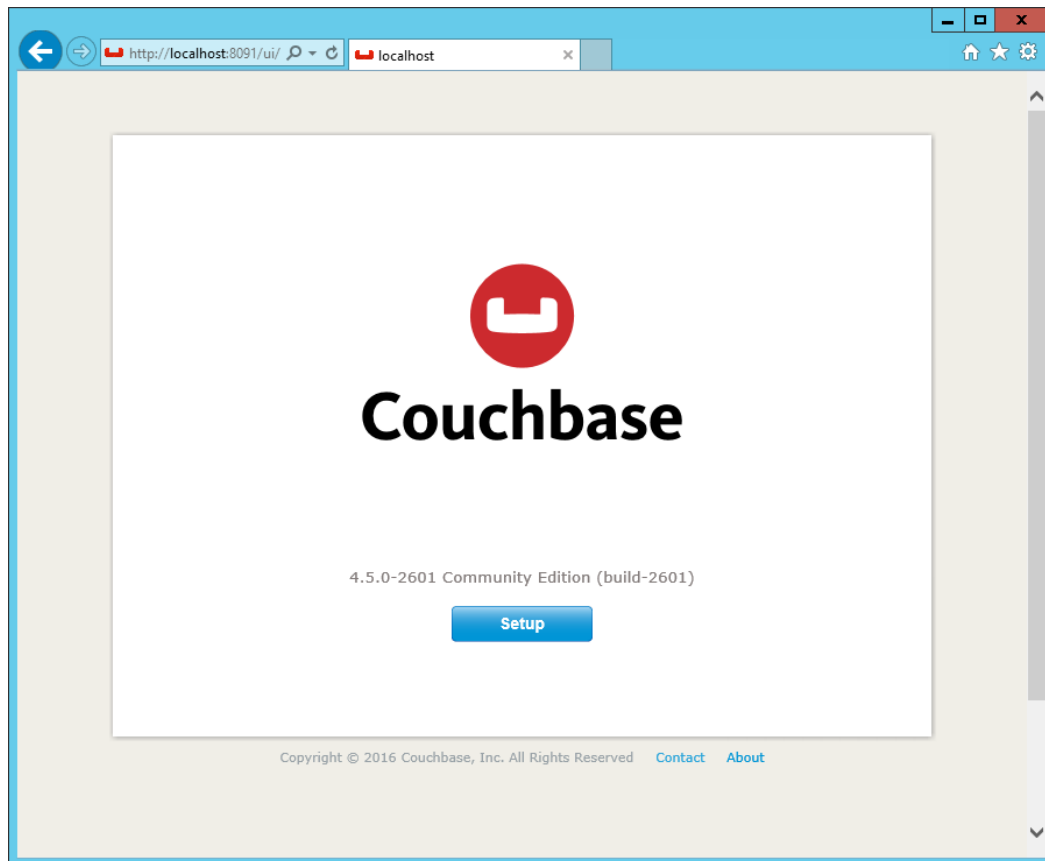 http://localhost:8091/ui/
localhost
Couchbase
4.5.0-2601 Community Edition (build-2601)
Setup
Copyright © 2016 Couchbase, Inc. All Rights Reserved Contact About